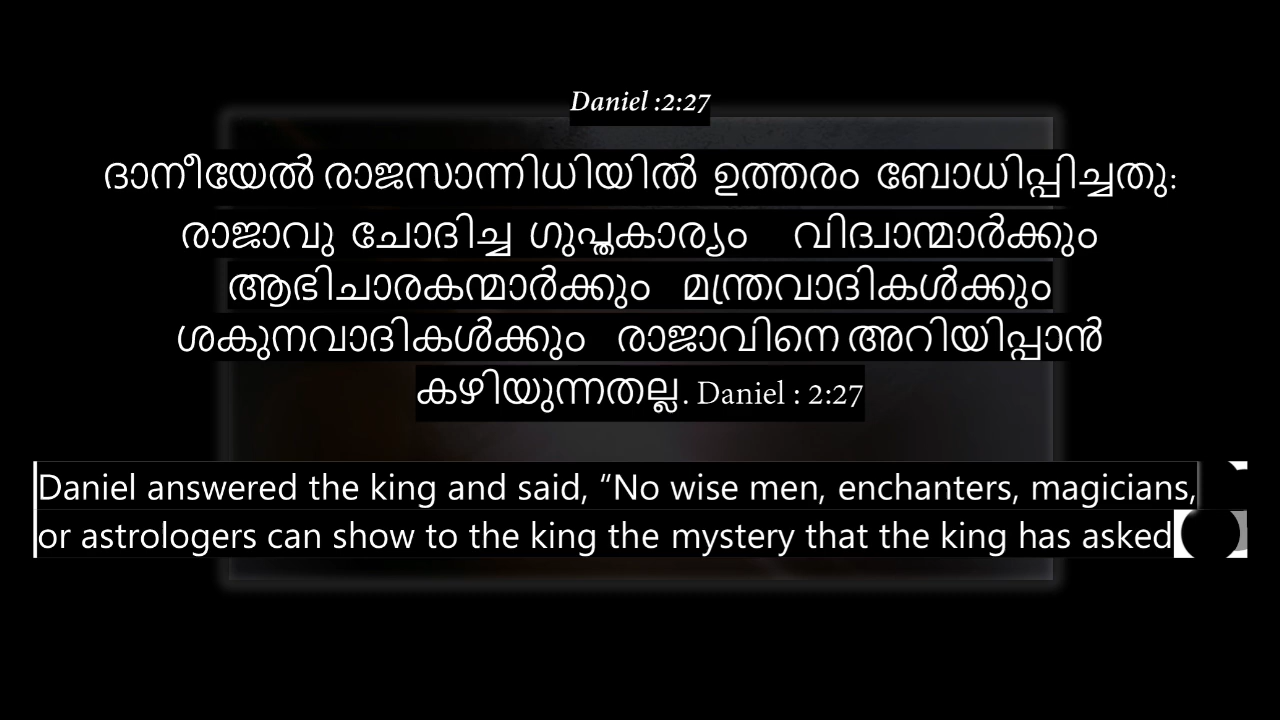 Daniel :2:27
ദാനീയേൽ രാജസാന്നിധിയിൽ ഉത്തരം ബോധിപ്പിച്ചതു:
രാജാവു ചോദിച്ച ഗുപ്തകാര്യം വിദ്വാന്മാർക്കും
ആഭിചാരകന്മാർക്കും മന്ത്രവാദികൾക്കും
ശകുനവാദികൾക്കും രാജാവിനെ അറിയിപ്പാൻ
കഴിയുന്നതല്ല. Daniel : 2:27
Daniel answered the king and said, “No wise men, enchanters, magicians,
or astrologers can show to the king the mystery that the king has asked